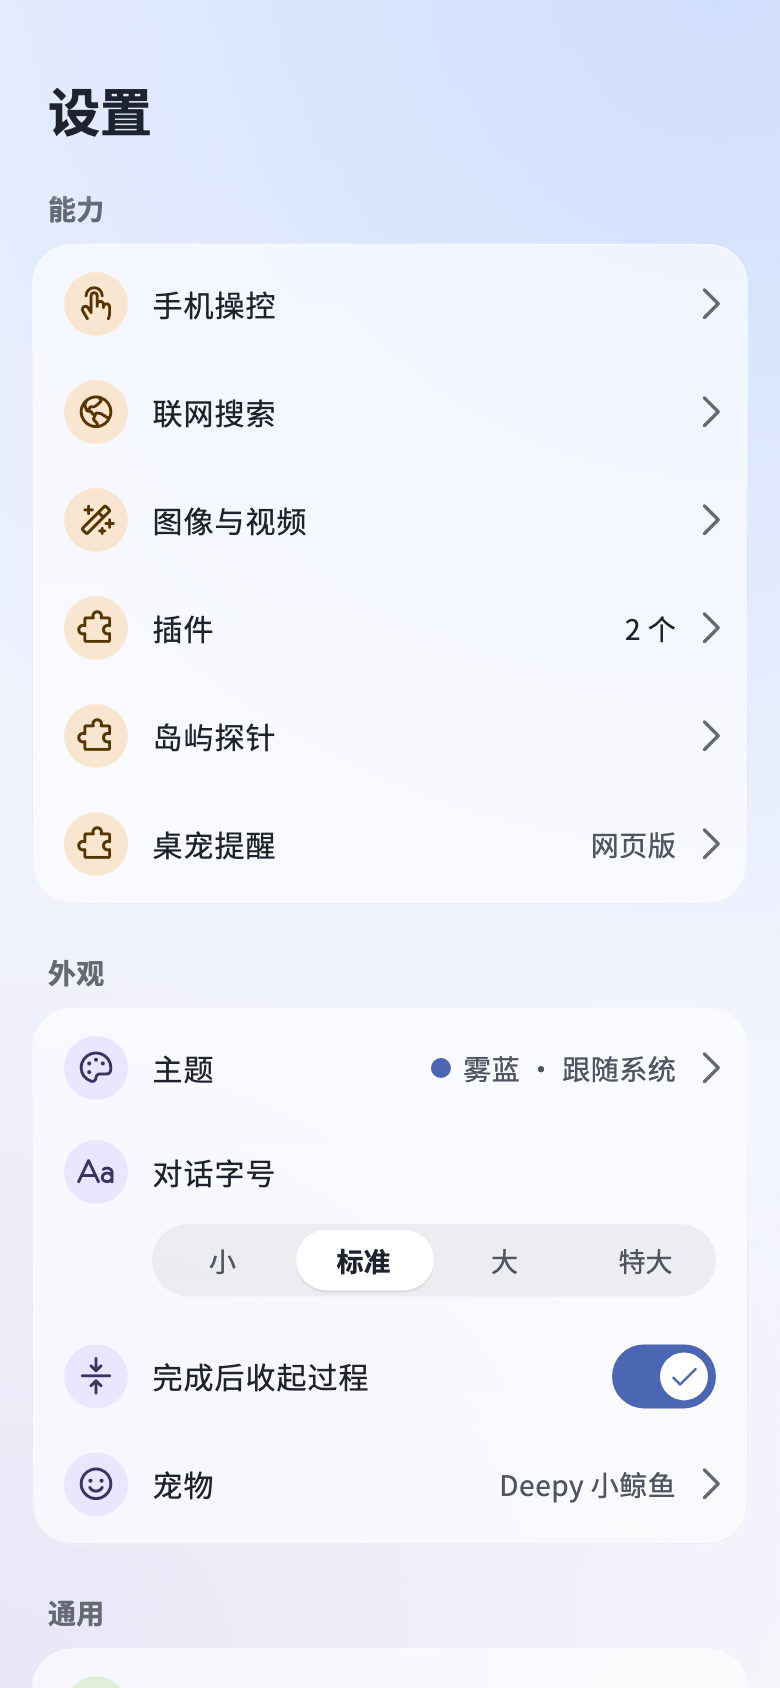 设置
能力
手机操控
联网搜索
图像与视频
插件 2 个
岛屿探针
桌宠提醒 网页版
外观
主题 雾蓝 · 跟随系统
Aa 对话字号
小 标准 大 特大
完成后收起过程
宠物 Deepy 小鲸鱼
通用